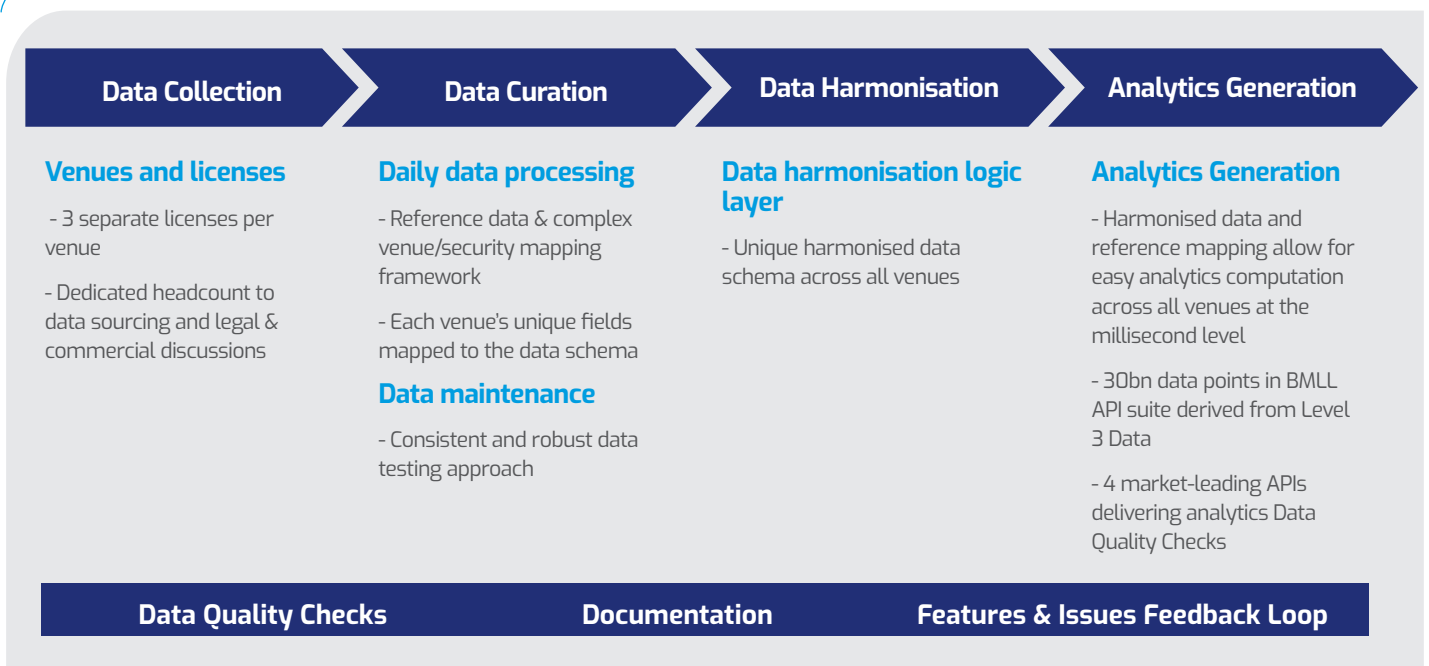 Data Collection
Data Curation
Data Harmonisation
Analytics Generation
Venues and licenses
- 3 separate licenses per
venue
- Dedicated headcount to
data sourcing and legal &
commercial discussions
Daily data processing
- Reference data & complex
venue/security mapping
framework
- Each venue's unique fields
mapped to the data schema
Data maintenance
- Consistent and robust data
testing approach
Data harmonisation logic
layer
- Unique harmonised data
schema across all venues
Analytics Generation
- Harmonised data and
reference mapping allow for
easy analytics computation
across all venues at the
millisecond level
- 30bn data points in BMLL
API suite derived from Level
3 Data
- 4 market-leading APIs
delivering analytics Data
Quality Checks
Data Quality Checks
Documentation
Features & Issues Feedback Loop